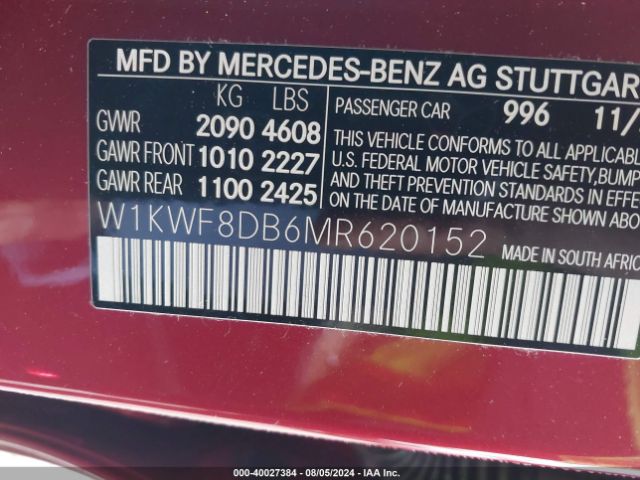 MFD BY MERCEDES-BENZ AG STUTTGAR
KG LBS
GVWR 2090 4608
GAWR FRONT 1010 2227
GAWR REAR 1100 2425
PASSENGER CAR 996 11/
THIS VEHICLE CONFORMS TO ALL APPLICABL
U.S. FEDERAL MOTOR VEHICLE SAFETY, BUMP
AND THEFT PREVENTION STANDARDS IN EFFE
ON THE DATE OF MANUFACTURE SHOWN ABO
W1KWF8DB6MR620152 MADE IN SOUTH AFRIC
000-40027384 - 08/05/2024 - IAA Inc.